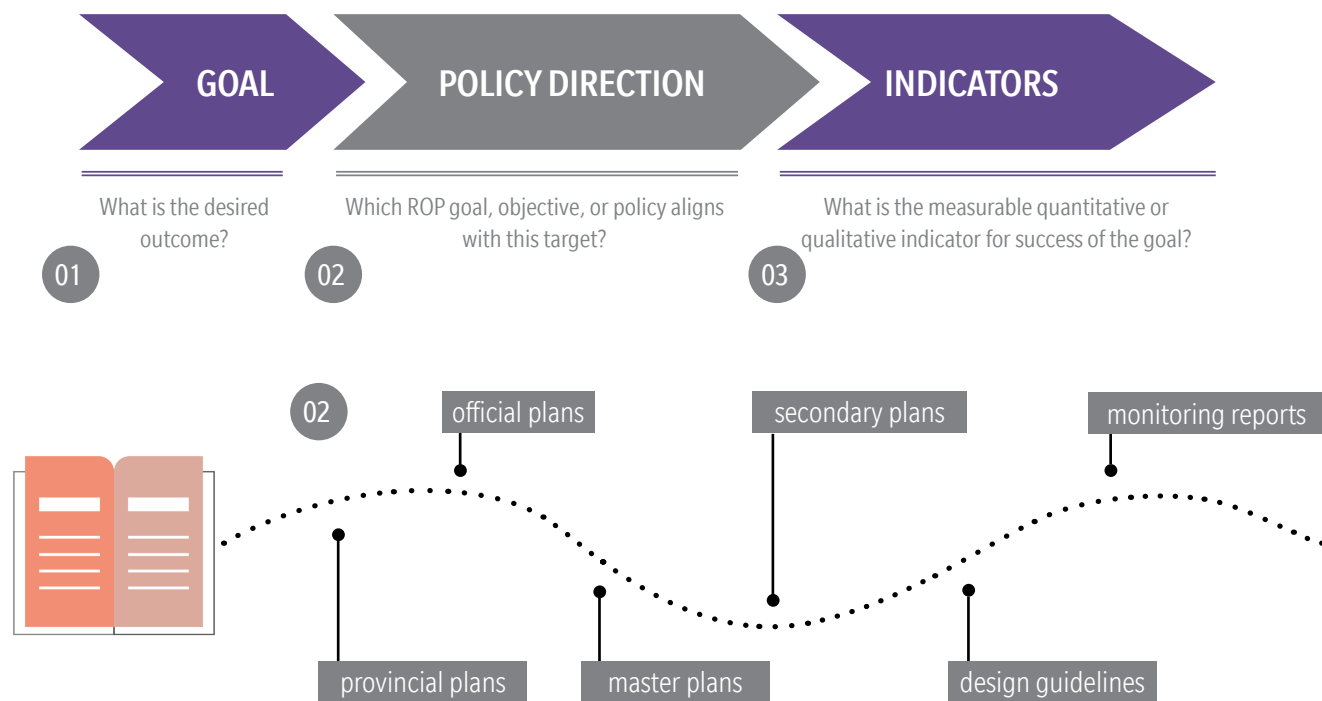 GOAL
POLICY DIRECTION
INDICATORS
What is the desired
outcome?
Which ROP goal, objective, or policy aligns
with this target?
What is the measurable quantitative or
qualitative indicator for success of the goal?
01
02
03
02
official plans
secondary plans
monitoring reports
provincial plans
master plans
design guidelines